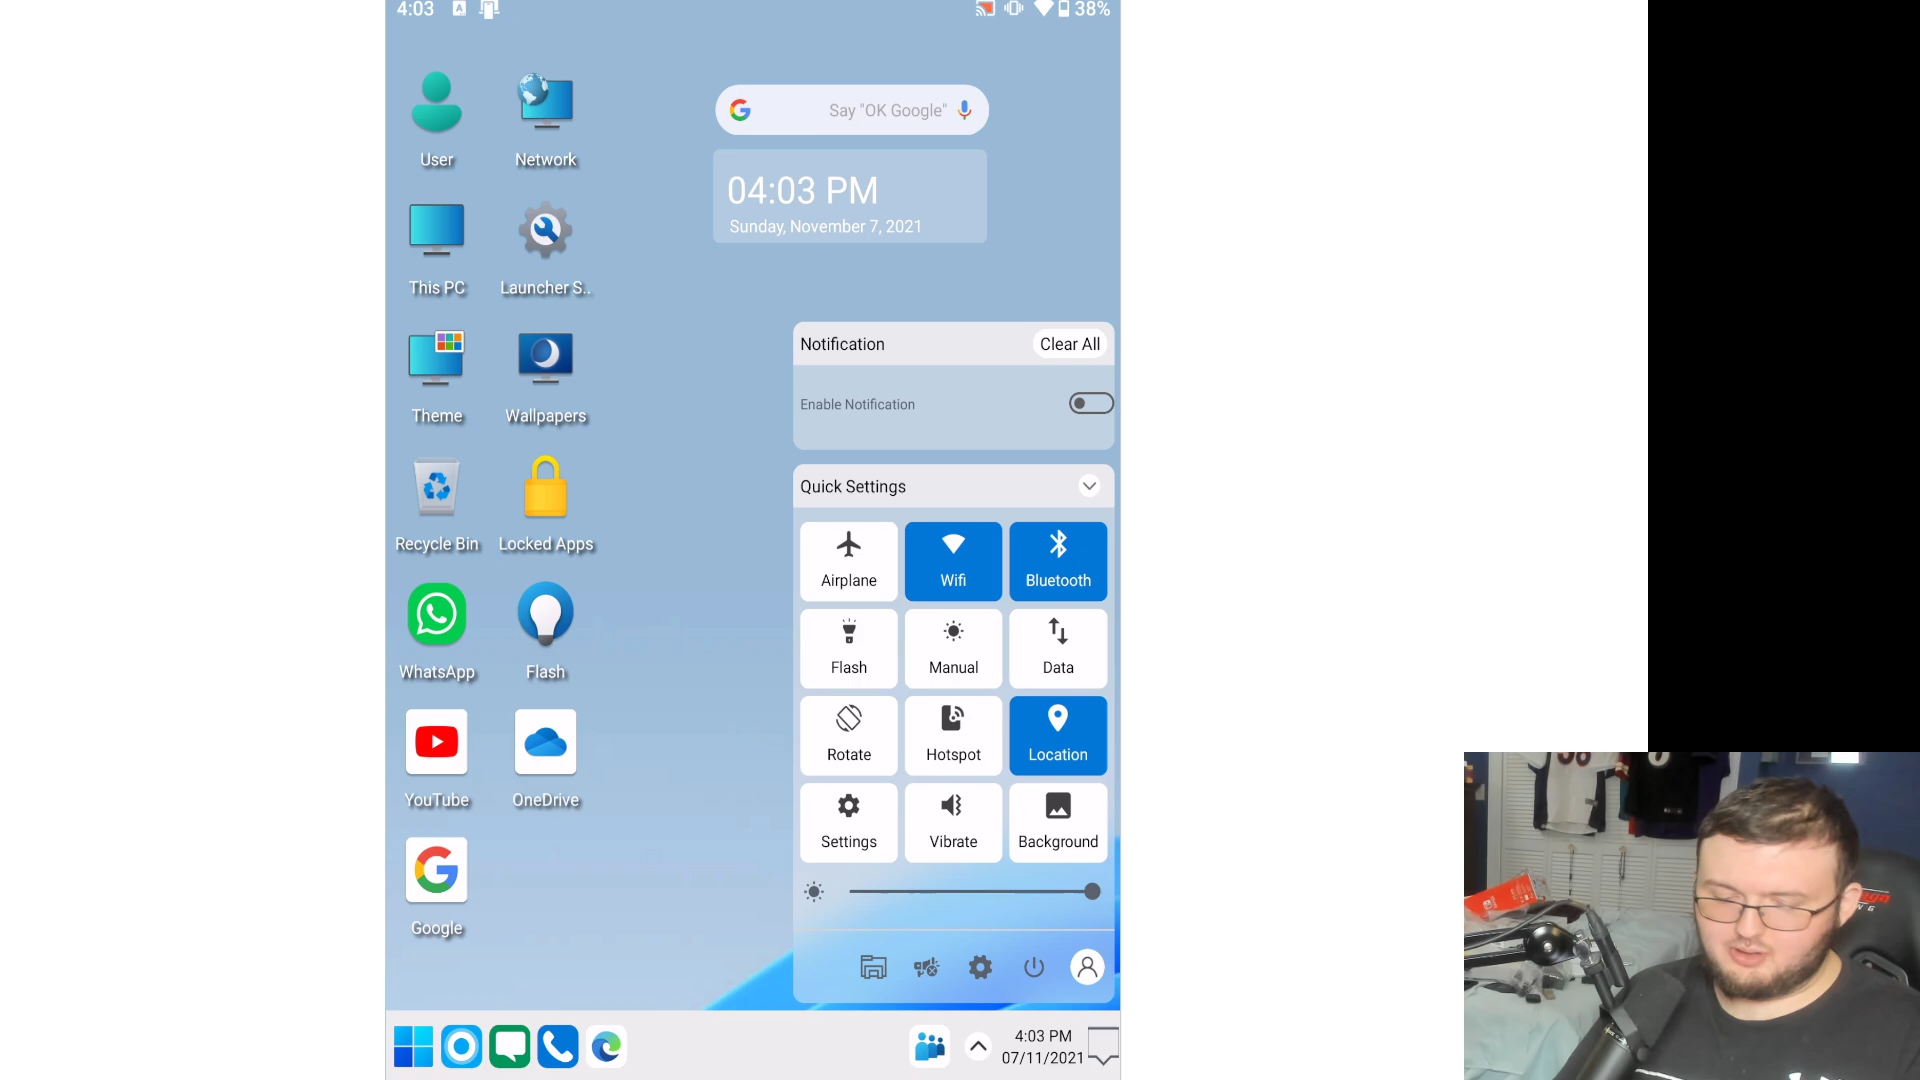 4:03
38%
User
Network
Say "OK Google"
04:03 PM
Sunday, November 7, 2021
This PC
Launcher S..
Theme
Wallpapers
Recycle Bin
Locked Apps
WhatsApp
Flash
YouTube
OneDrive
Google
Notification
Clear All
Enable Notification
Quick Settings
Airplane
Wifi
Bluetooth
Flash
Manual
Data
Rotate
Hotspot
Location
Settings
Vibrate
Background
4:03 PM
07/11/2021